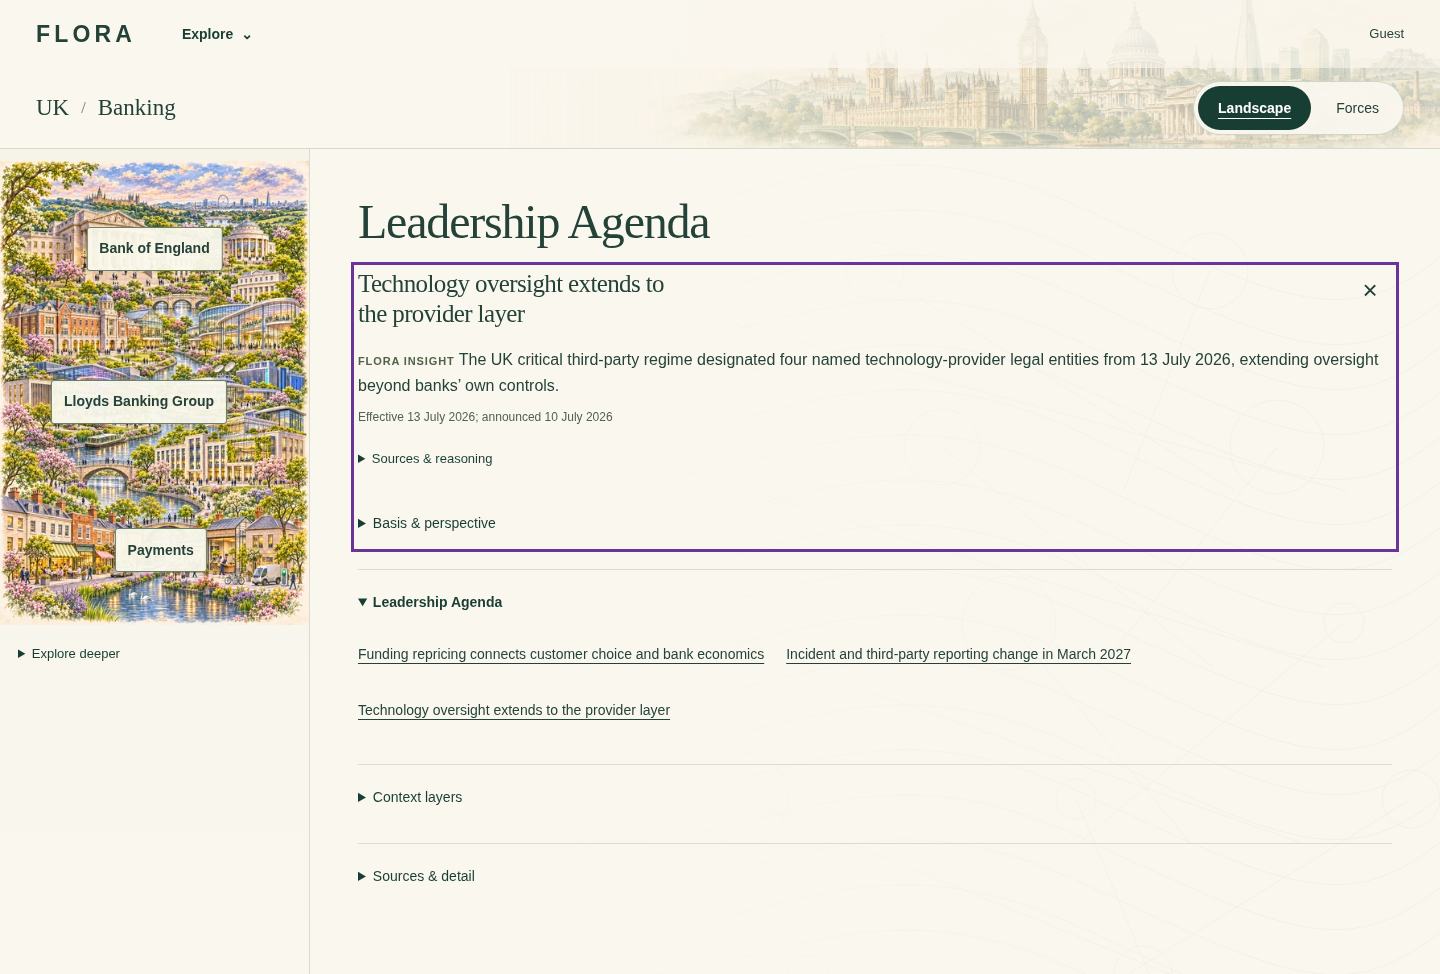 FLORA
Explore
Guest
UK / Banking
Landscape
Forces
Bank of England
Lloyds Banking Group
Payments
Explore deeper
Leadership Agenda
Technology oversight extends to
the provider layer
FLORA INSIGHT The UK critical third-party regime designated four named technology-provider legal entities from 13 July 2026, extending oversight
beyond banks’ own controls.
Effective 13 July 2026; announced 10 July 2026
Sources & reasoning
Basis & perspective
Leadership Agenda
Funding repricing connects customer choice and bank economics
Incident and third-party reporting change in March 2027
Technology oversight extends to the provider layer
Context layers
Sources & detail